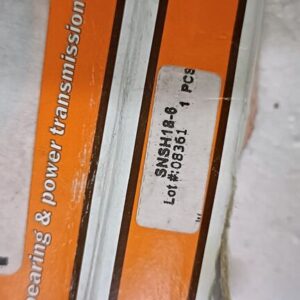 bearing & power transmission
SNSH18-6
Lot#:08361 1 PCS